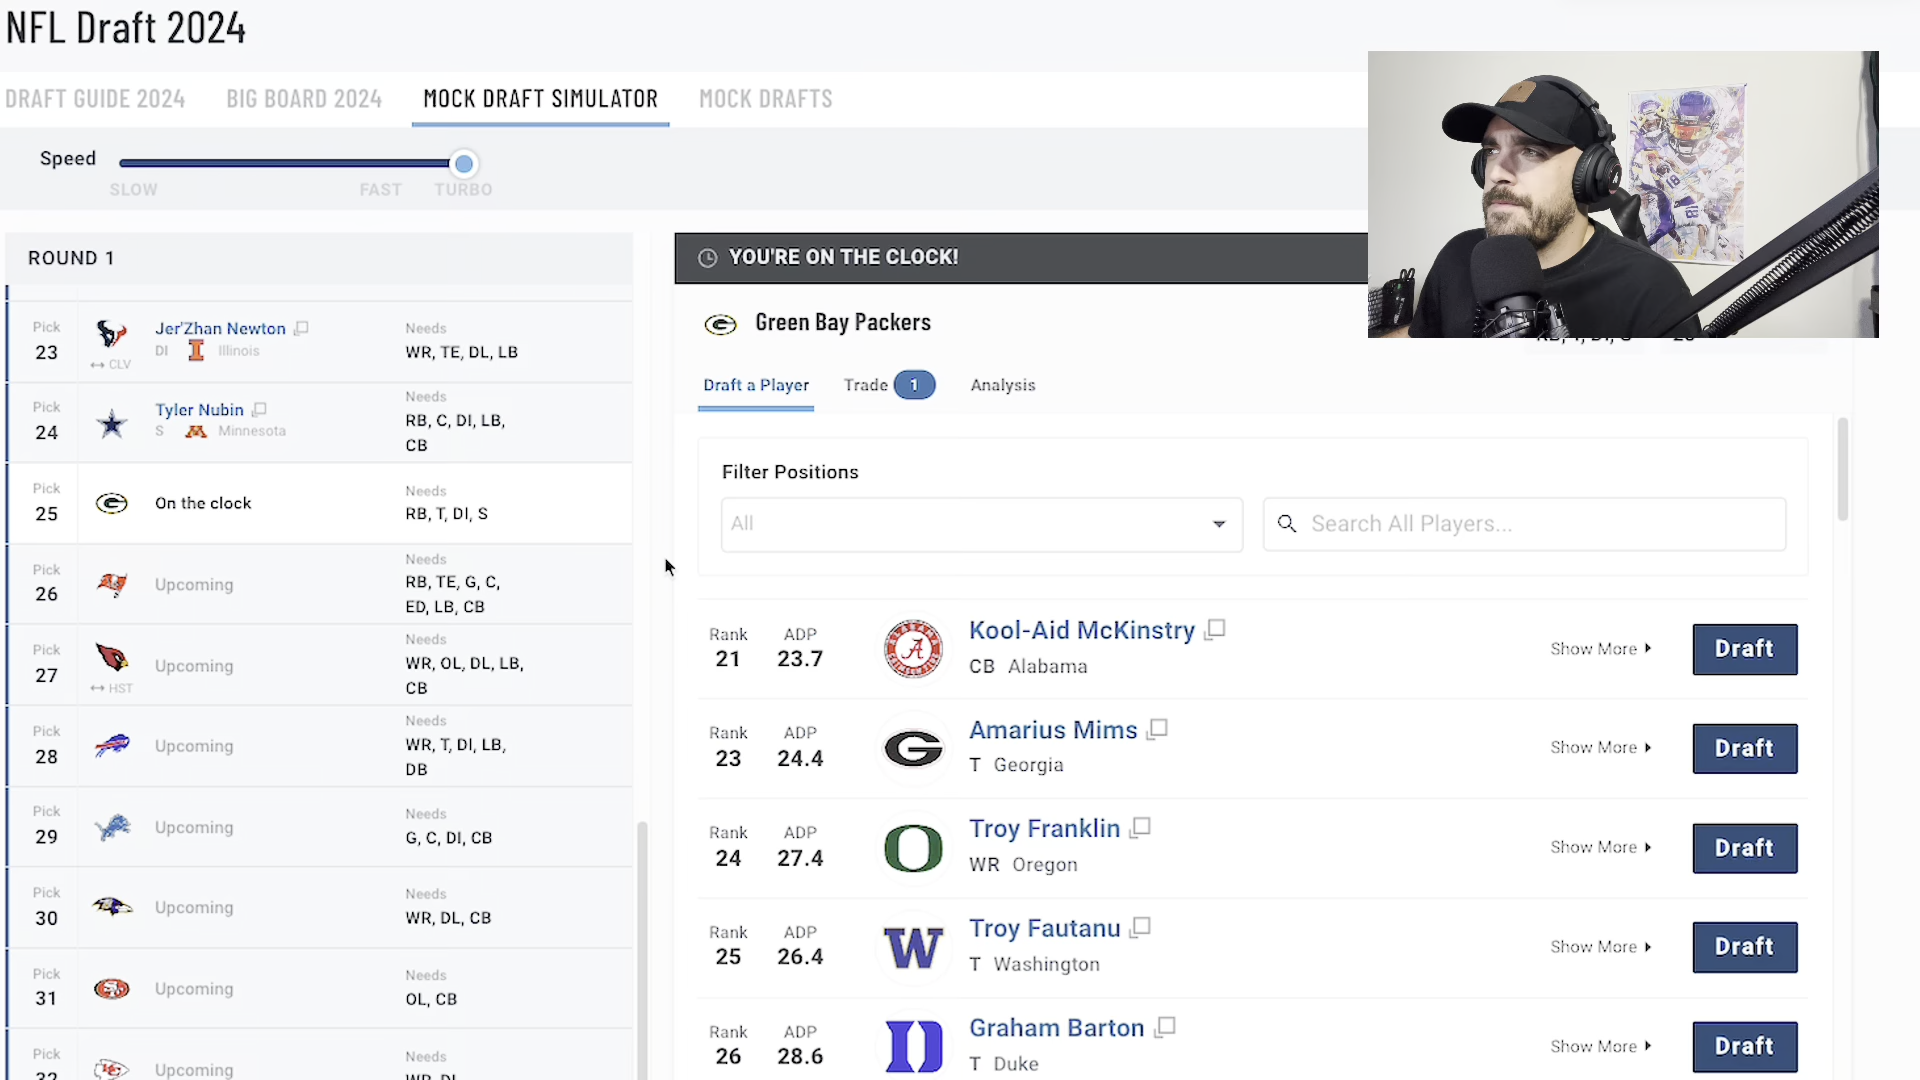 NFL Draft 2024
DRAFT GUIDE 2024 BIG BOARD 2024 MOCK DRAFT SIMULATOR MOCK DRAFTS
Speed
SLOW FAST TURBO
ROUND 1
Pick 23
↔ CLV
Jer'Zhan Newton
DI Illinois
Needs
WR, TE, DL, LB
Pick 24
Tyler Nubin
S Minnesota
Needs
RB, C, DI, LB,
CB
Pick 25
On the clock
Needs
RB, T, DI, S
Pick 26
Upcoming
Needs
RB, TE, G, C,
ED, LB, CB
Pick 27
↔ HST
Upcoming
Needs
WR, OL, DL, LB,
CB
Pick 28
Upcoming
Needs
WR, T, DI, LB,
DB
Pick 29
Upcoming
Needs
G, C, DI, CB
Pick 30
Upcoming
Needs
WR, DL, CB
Pick 31
Upcoming
Needs
OL, CB
Pick 32
Upcoming
Needs
WR, DL
YOU'RE ON THE CLOCK!
Green Bay Packers
Draft a Player Trade 1 Analysis
Filter Positions
All
Search All Players...
Rank 21
ADP 23.7
Kool-Aid McKinstry
CB Alabama
Show More
Draft
Rank 23
ADP 24.4
Amarius Mims
T Georgia
Show More
Draft
Rank 24
ADP 27.4
Troy Franklin
WR Oregon
Show More
Draft
Rank 25
ADP 26.4
Troy Fautanu
T Washington
Show More
Draft
Rank 26
ADP 28.6
Graham Barton
T Duke
Show More
Draft
18
81